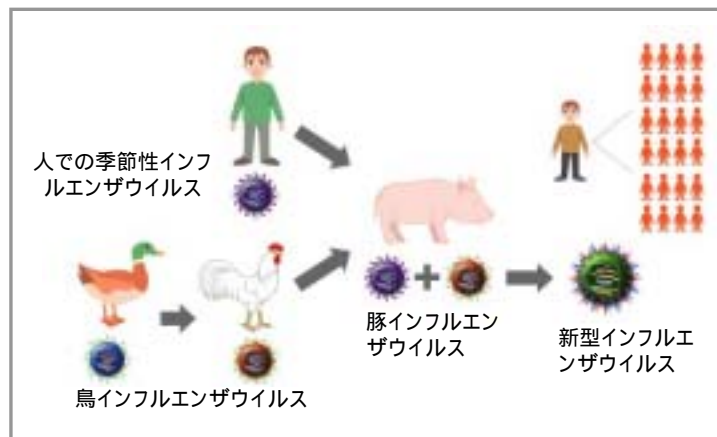 人での季節性インフ
ルエンザウイルス
鳥インフルエンザウイルス
豚インフルエン
ザウイルス
新型インフルエ
ンザウイルス